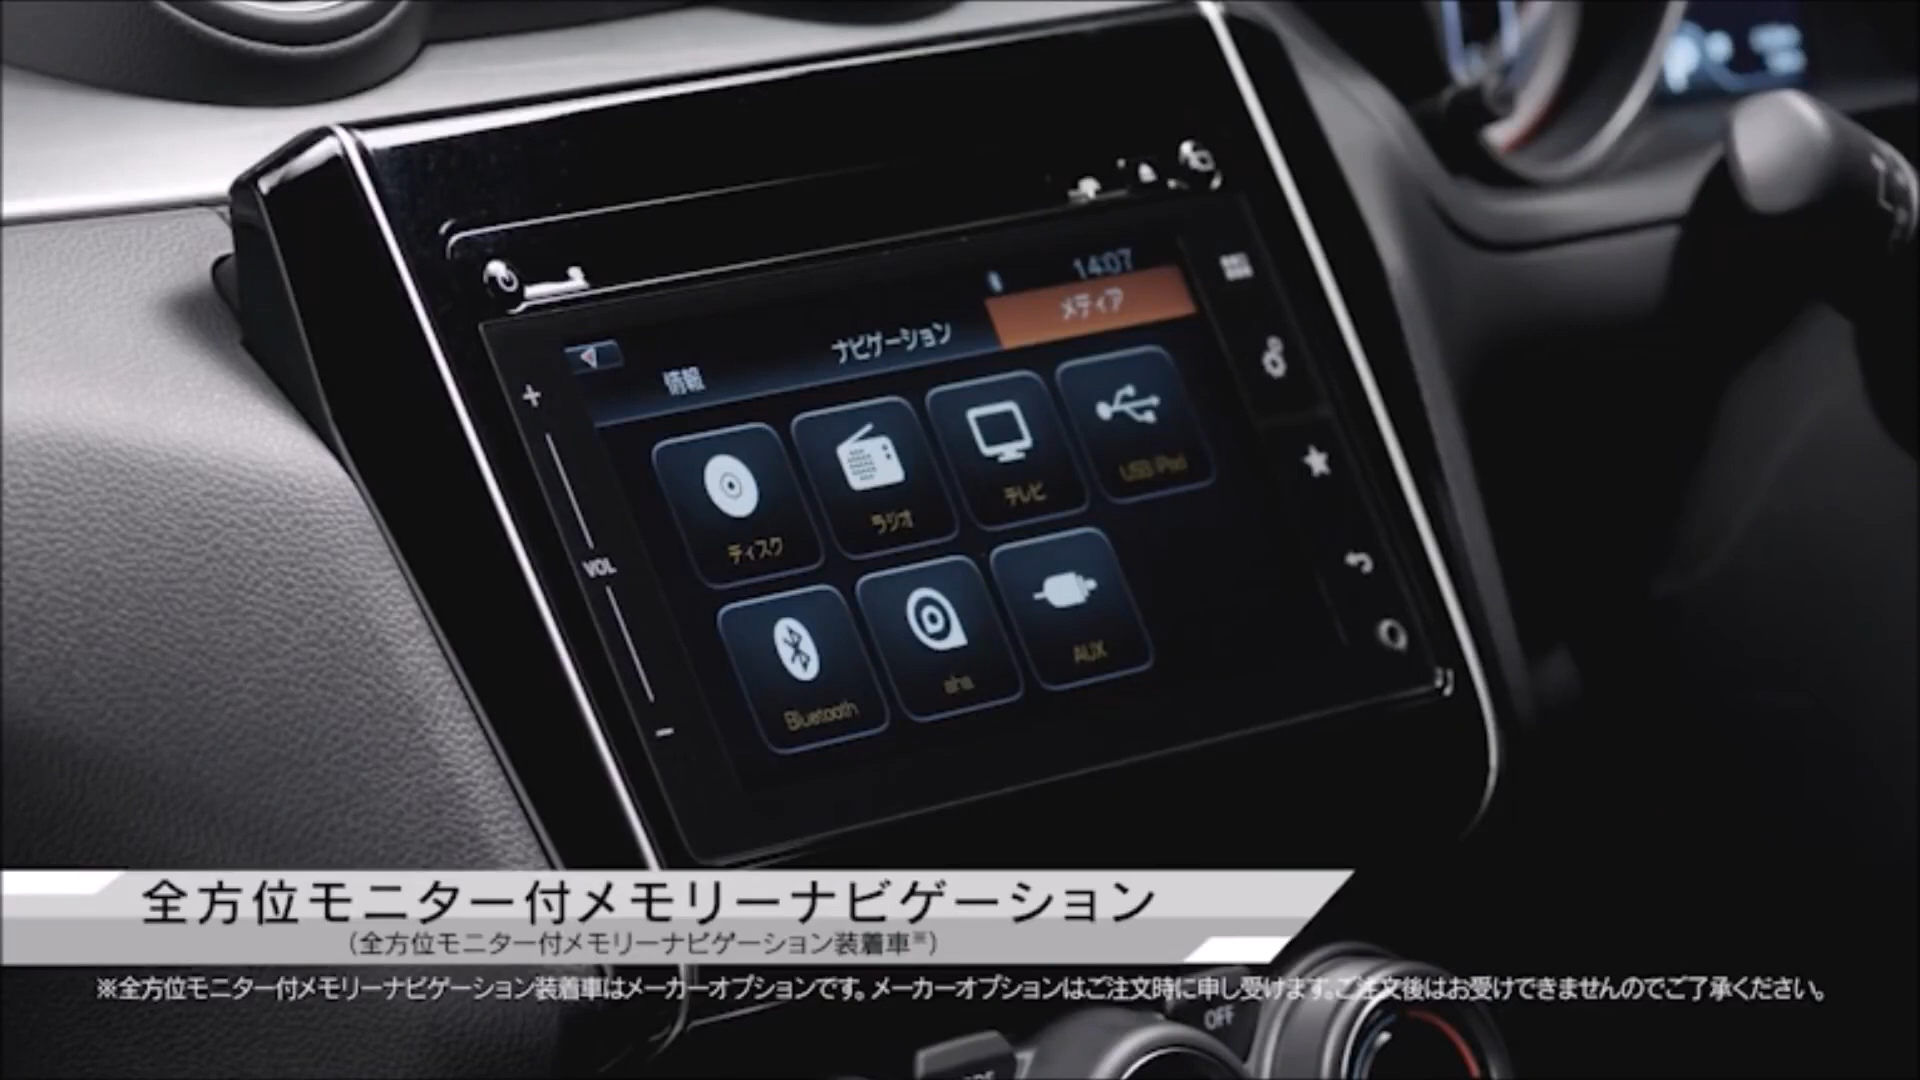 14:07
メディア
ナビゲーション
情報
+
VOL
−
ディスク
ラジオ
テレビ
USB iPod
Bluetooth
aha
AUX
全方位モニター付メモリーナビゲーション
（全方位モニター付メモリーナビゲーション装着車※）
※全方位モニター付メモリーナビゲーション装着車はメーカーオプションです。メーカーオプションはご注文時に申し受けます。ご注文後はお受けできませんのでご了承ください。
OFF